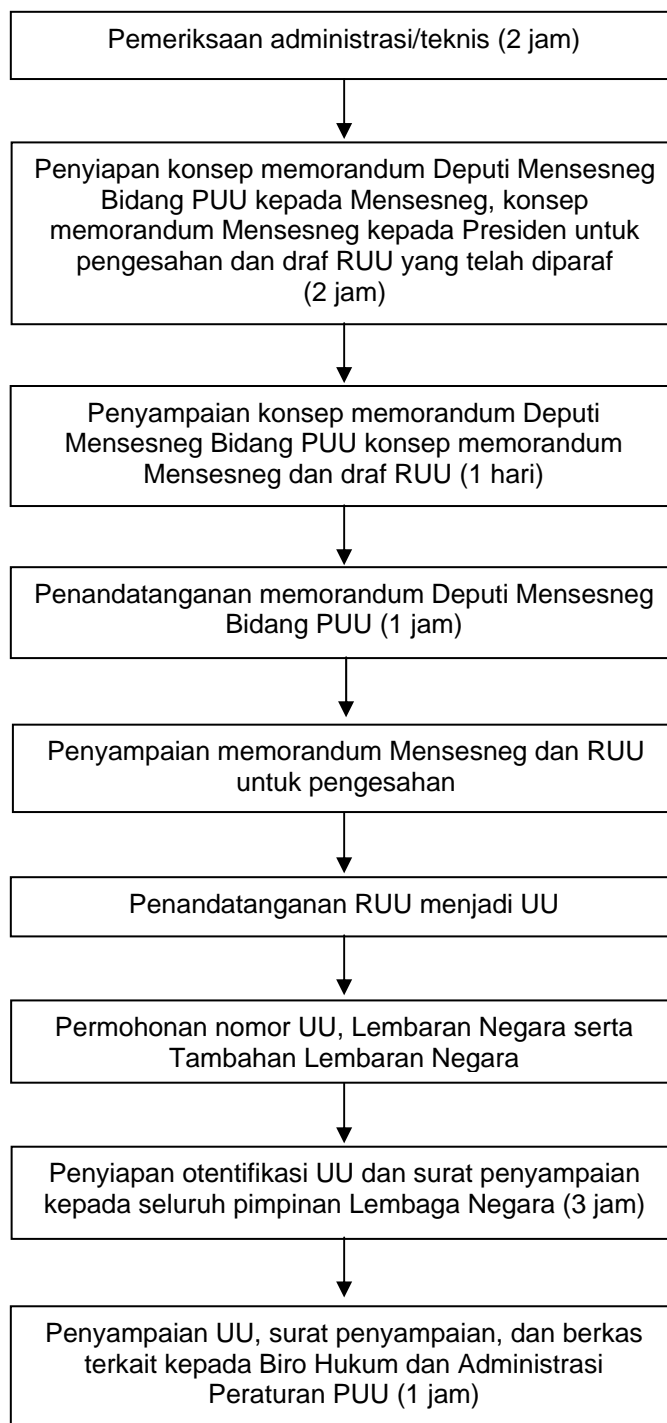 Pemeriksaan administrasi/teknis (2 jam)
Penyiapan konsep memorandum Deputi Mensesneg
Bidang PUU kepada Mensesneg, konsep
memorandum Mensesneg kepada Presiden untuk
pengesahan dan draf RUU yang telah diparaf
(2 jam)
Penyampaian konsep memorandum Deputi
Mensesneg Bidang PUU konsep memorandum
Mensesneg dan draf RUU (1 hari)
Penandatanganan memorandum Deputi Mensesneg
Bidang PUU (1 jam)
Penyampaian memorandum Mensesneg dan RUU
untuk pengesahan
Penandatanganan RUU menjadi UU
Permohonan nomor UU, Lembaran Negara serta
Tambahan Lembaran Negara
Penyiapan otentifikasi UU dan surat penyampaian
kepada seluruh pimpinan Lembaga Negara (3 jam)
Penyampaian UU, surat penyampaian, dan berkas
terkait kepada Biro Hukum dan Administrasi
Peraturan PUU (1 jam)